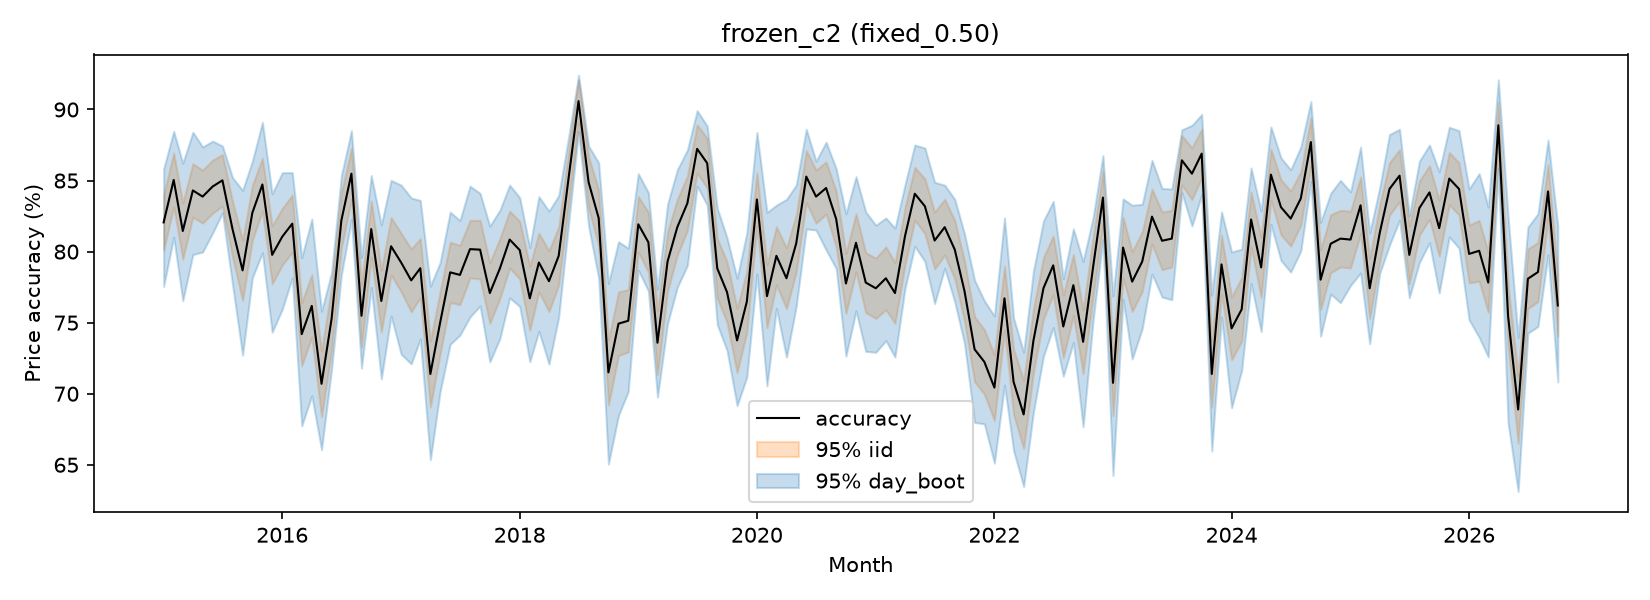 frozen_c2 (fixed_0.50)
Price accuracy (%)
90
85
80
75
70
65
accuracy
95% iid
95% day_boot
2016
2018
2020
2022
2024
2026
Month